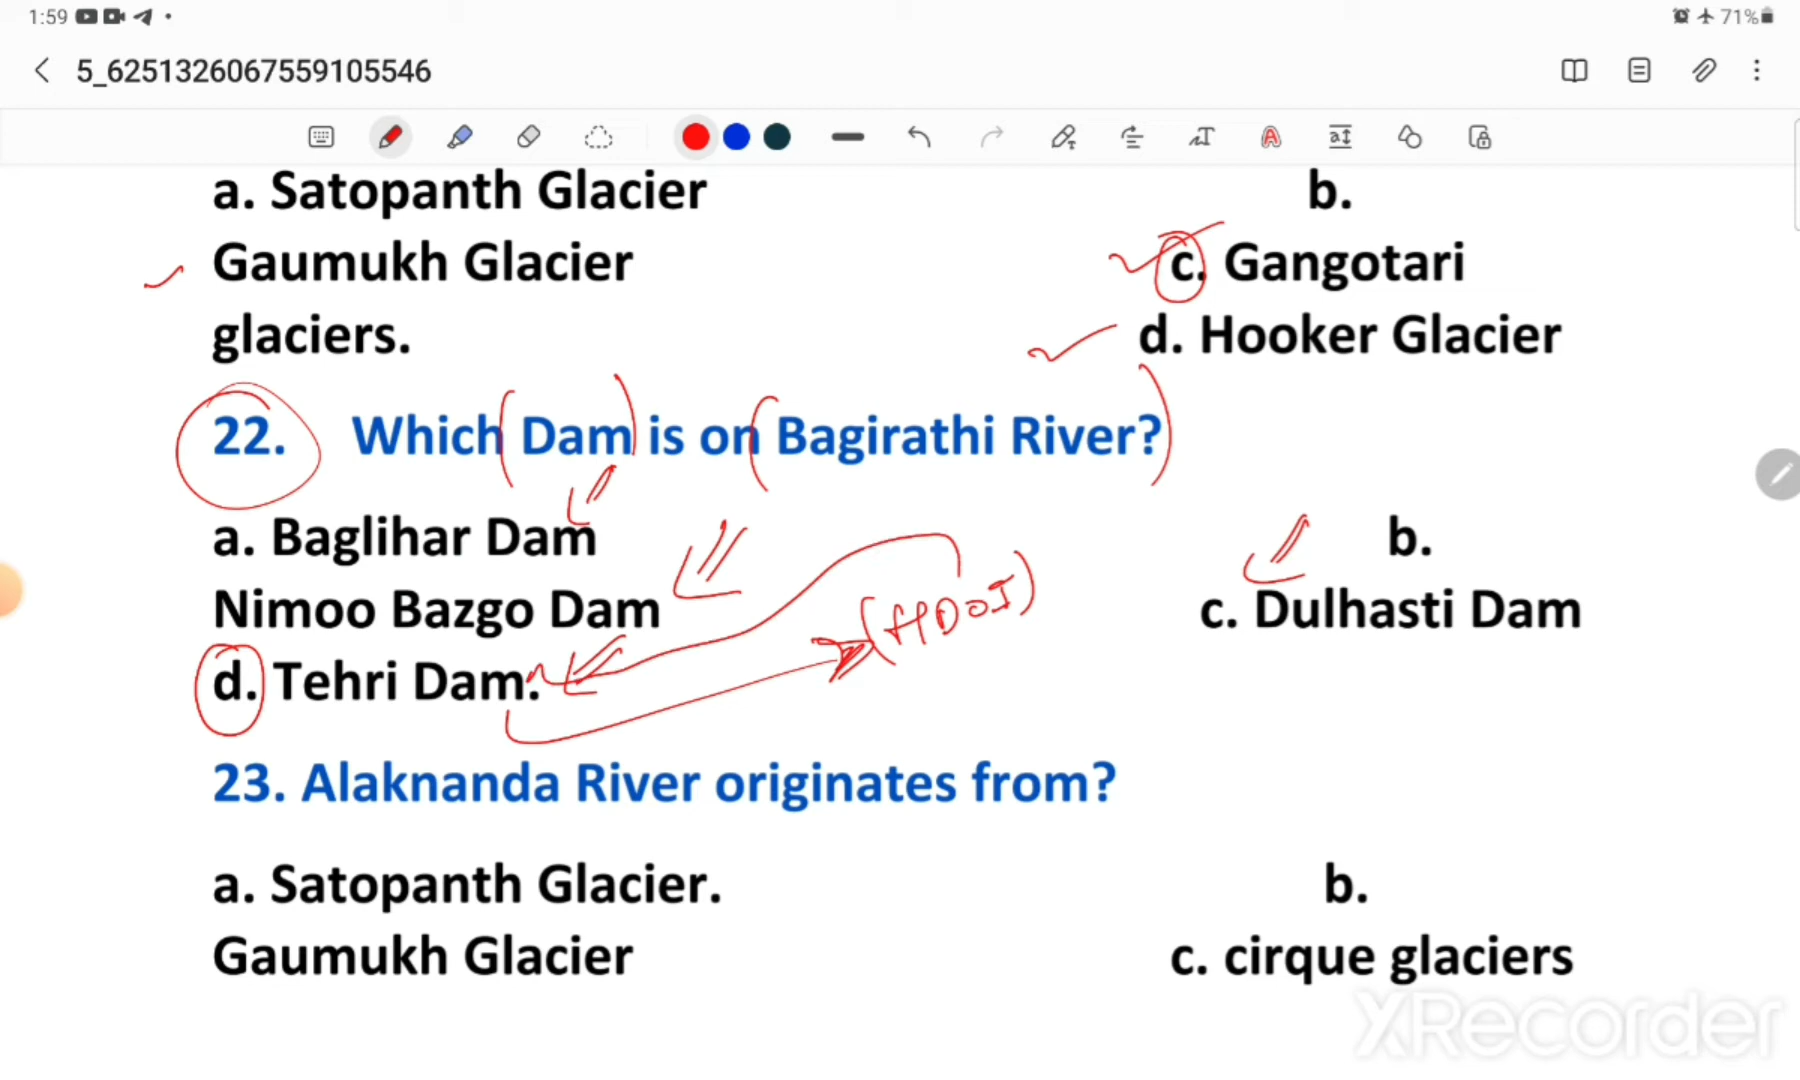 1:59
71%
5_6251326067559105546
a. Satopanth Glacier b.
Gaumukh Glacier c. Gangotari
glaciers. d. Hooker Glacier
22. Which Dam is on Bagirathi River?
a. Baglihar Dam b.
Nimoo Bazgo Dam c. Dulhasti Dam
d. Tehri Dam.
23. Alaknanda River originates from?
a. Satopanth Glacier. b.
Gaumukh Glacier c. cirque glaciers
XRecorder